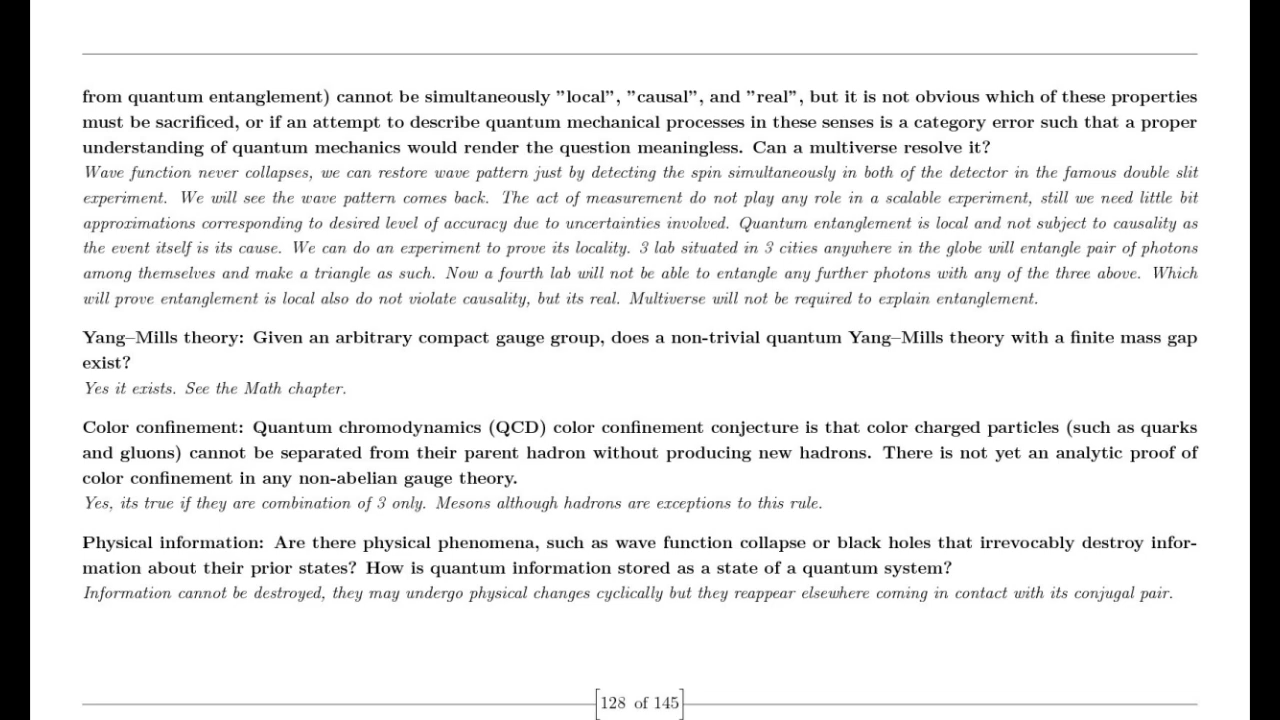 from quantum entanglement) cannot be simultaneously ”local”, ”causal”, and ”real”, but it is not obvious which of these properties
must be sacrificed, or if an attempt to describe quantum mechanical processes in these senses is a category error such that a proper
understanding of quantum mechanics would render the question meaningless. Can a multiverse resolve it?
Wave function never collapses, we can restore wave pattern just by detecting the spin simultaneously in both of the detector in the famous double slit
experiment. We will see the wave pattern comes back. The act of measurement do not play any role in a scalable experiment, still we need little bit
approximations corresponding to desired level of accuracy due to uncertainties involved. Quantum entanglement is local and not subject to causality as
the event itself is its cause. We can do an experiment to prove its locality. 3 lab situated in 3 cities anywhere in the globe will entangle pair of photons
among themselves and make a triangle as such. Now a fourth lab will not be able to entangle any further photons with any of the three above. Which
will prove entanglement is local also do not violate causality, but its real. Multiverse will not be required to explain entanglement.
Yang–Mills theory: Given an arbitrary compact gauge group, does a non-trivial quantum Yang–Mills theory with a finite mass gap
exist?
Yes it exists. See the Math chapter.
Color confinement: Quantum chromodynamics (QCD) color confinement conjecture is that color charged particles (such as quarks
and gluons) cannot be separated from their parent hadron without producing new hadrons. There is not yet an analytic proof of
color confinement in any non-abelian gauge theory.
Yes, its true if they are combination of 3 only. Mesons although hadrons are exceptions to this rule.
Physical information: Are there physical phenomena, such as wave function collapse or black holes that irrevocably destroy infor-
mation about their prior states? How is quantum information stored as a state of a quantum system?
Information cannot be destroyed, they may undergo physical changes cyclically but they reappear elsewhere coming in contact with its conjugal pair.
128 of 145